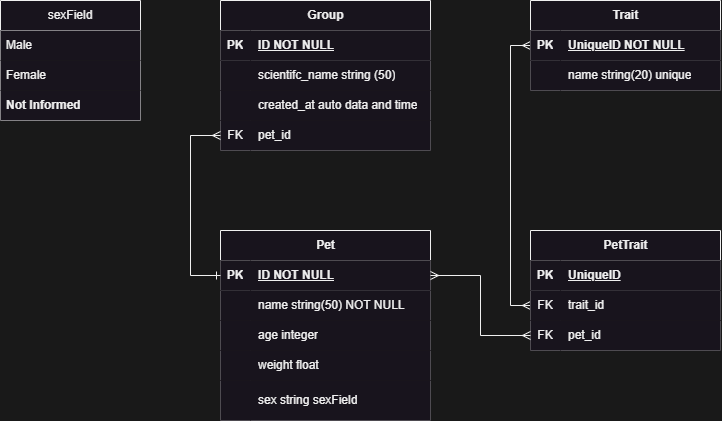 sexField
Male
Female
Not Informed
Group
PK ID NOT NULL
scientifc_name string (50)
created_at auto data and time
FK pet_id
Trait
PK UniqueID NOT NULL
name string(20) unique
Pet
PK ID NOT NULL
name string(50) NOT NULL
age integer
weight float
sex string sexField
PetTrait
PK UniqueID
FK trait_id
FK pet_id